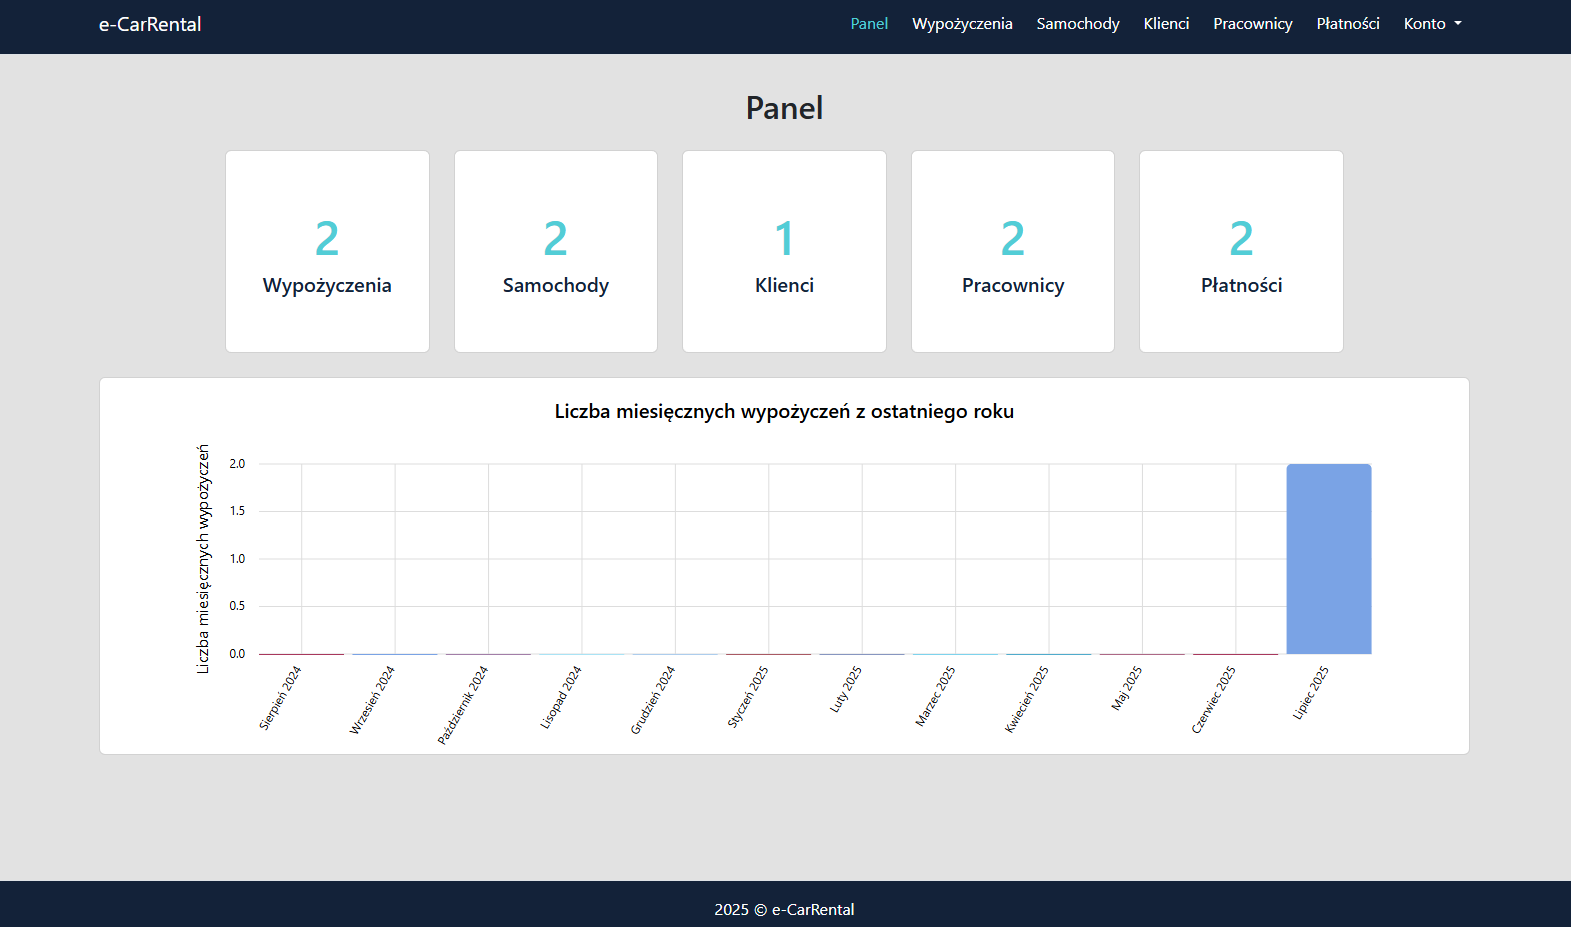 e-CarRental
Panel
Wypożyczenia
Samochody
Klienci
Pracownicy
Płatności
Konto
Panel
2
Wypożyczenia
2
Samochody
1
Klienci
2
Pracownicy
2
Płatności
Liczba miesięcznych wypożyczeń z ostatniego roku
Liczba miesięcznych wypożyczeń
2.0
1.5
1.0
0.5
0.0
Sierpień 2024
Wrzesień 2024
Październik 2024
Lisopad 2024
Grudzień 2024
Styczeń 2025
Luty 2025
Marzec 2025
Kwiecień 2025
Maj 2025
Czerwiec 2025
Lipiec 2025
2025 © e-CarRental